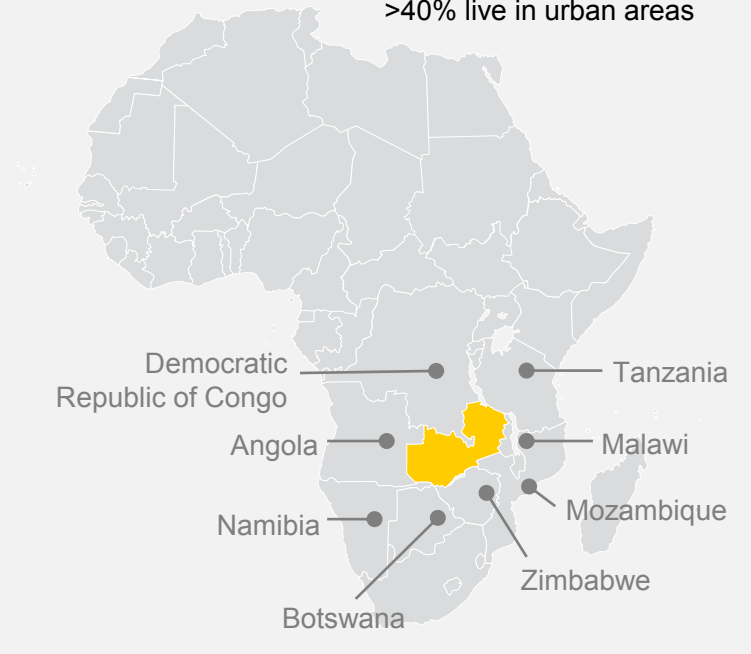 >40% live in urban areas
Democratic
Republic of Congo
Tanzania
Angola
Malawi
Mozambique
Namibia
Zimbabwe
Botswana